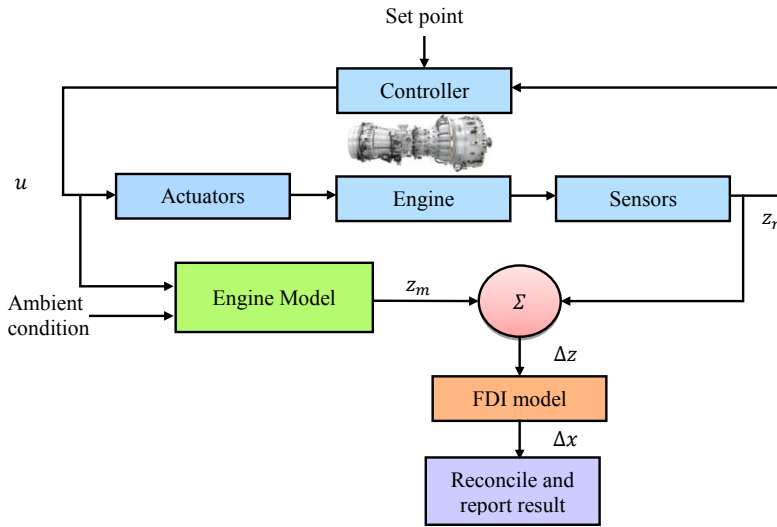 Set point
Controller
u
Actuators
Engine
Sensors
Ambient
condition
Engine Model
z_m
Σ
Δz
FDI model
Δx
Reconcile and
report result